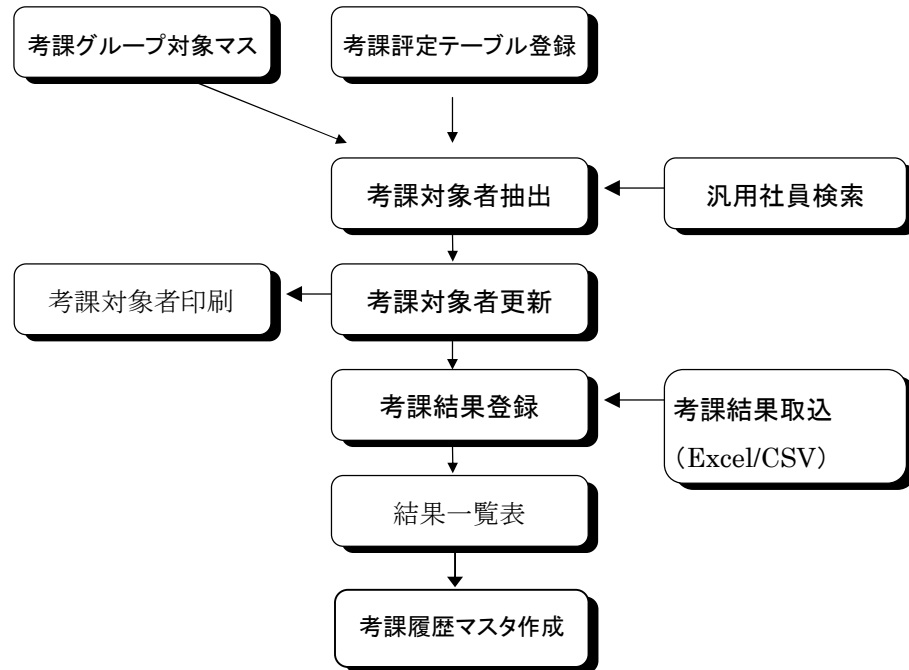 考課グループ対象マス
考課評定テーブル登録
考課対象者抽出
汎用社員検索
考課対象者印刷
考課対象者更新
考課結果登録
考課結果取込
（Excel/CSV）
結果一覧表
考課履歴マスタ作成